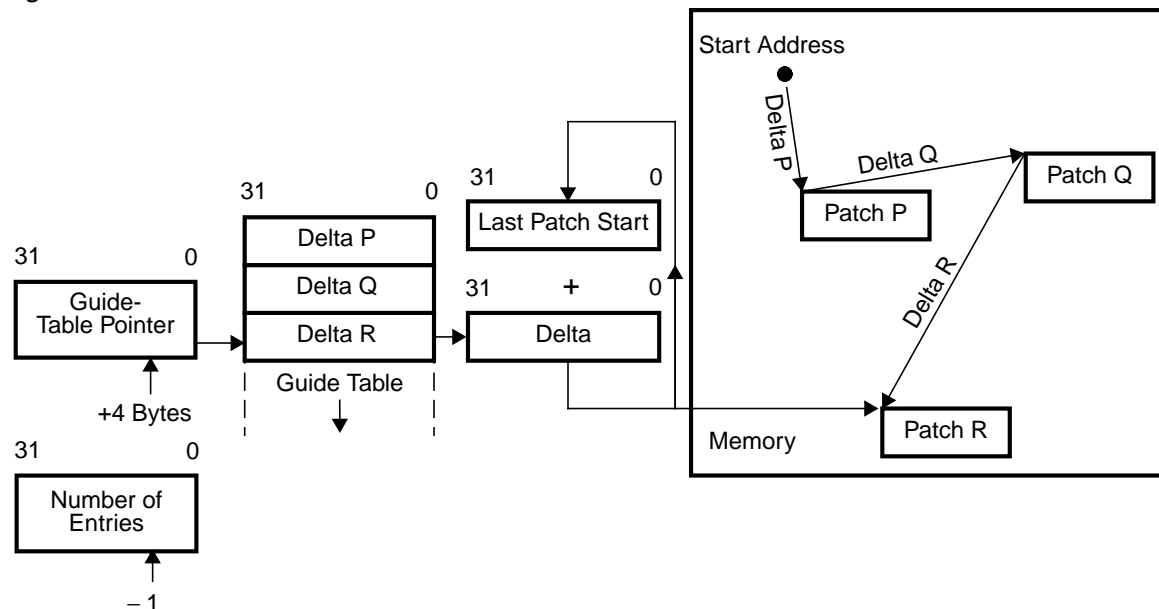 Start Address
Delta P
Delta Q
Patch Q
Patch P
Delta R
Patch R
Memory
31 0
Last Patch Start
31 + 0
Delta
31 0
Delta P
Delta Q
Delta R
Guide Table
31 0
Guide-
Table Pointer
+4 Bytes
31 0
Number of
Entries
– 1